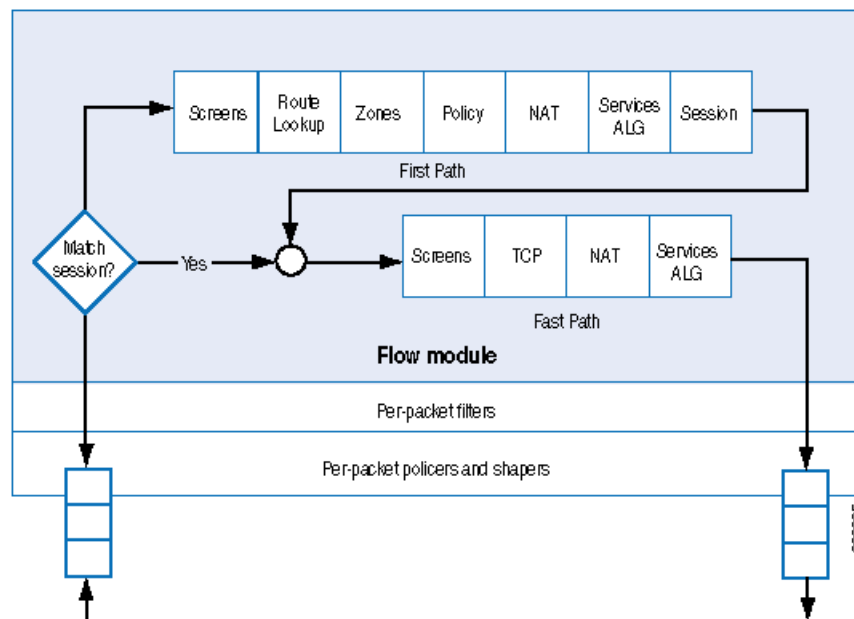 Screens
Route
Lookup
Zones
Policy
NAT
Services
ALG
Session
First Path
Match
session?
Yes
Screens
TCP
NAT
Services
ALG
Fast Path
Flow module
Per-packet filters
Per-packet policers and shapers